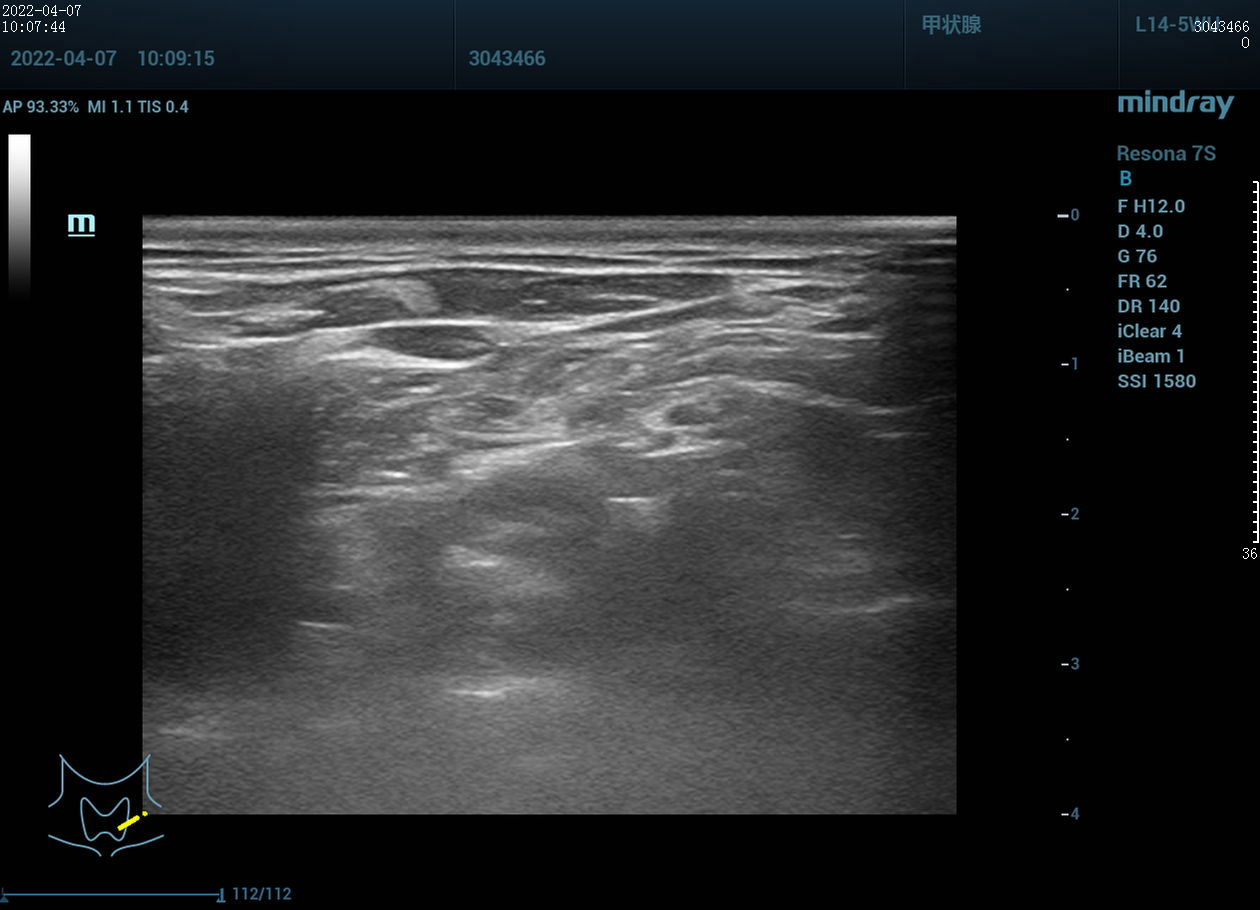 2022-04-07
10:07:44
甲状腺
L14-5W
3043466
0
2022-04-07 10:09:15
3043466
AP 93.33% MI 1.1 TIS 0.4
mindray
Resona 7S
B
m
F H12.0
D 4.0
G 76
FR 62
DR 140
iClear 4
iBeam 1
SSI 1580
0
1
2
3
4
36
112/112